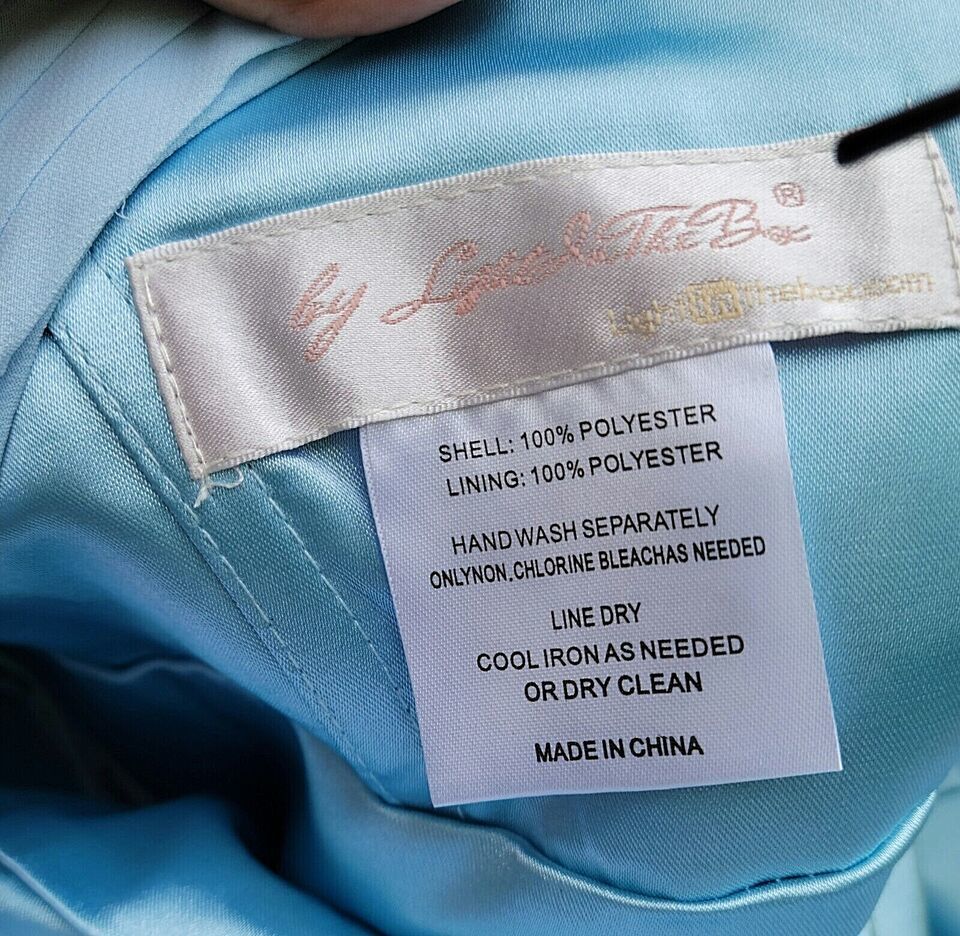 by LightInTheBox®
Lightinthebox.com
SHELL: 100% POLYESTER
LINING: 100% POLYESTER
HAND WASH SEPARATELY
ONLYNON.CHLORINE BLEACHAS NEEDED
LINE DRY
COOL IRON AS NEEDED
OR DRY CLEAN
MADE IN CHINA